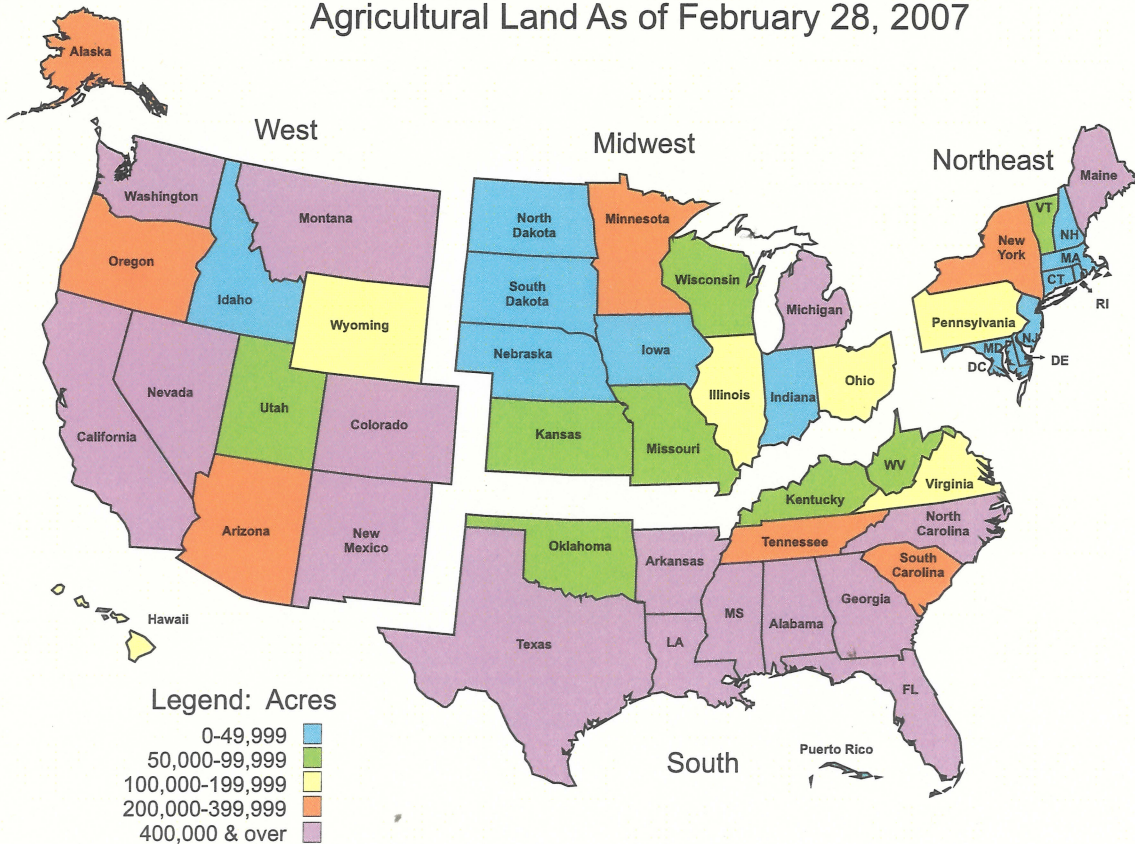 Agricultural Land As of February 28, 2007
Alaska
West
Midwest
Northeast
Washington
Montana
Oregon
Idaho
Wyoming
Nevada
Utah
Colorado
California
Arizona
New
Mexico
Hawaii
North
Dakota
Minnesota
South
Dakota
Wisconsin
Michigan
Nebraska
Iowa
Illinois
Indiana
Ohio
Kansas
Missouri
Maine
VT
NH
New
York
MA
CT
RI
Pennsylvania
NJ
MD
DE
DC
WV
Virginia
Kentucky
North
Carolina
Tennessee
South
Carolina
Oklahoma
Arkansas
Texas
LA
MS
Alabama
Georgia
FL
South
Puerto Rico
Legend: Acres
0-49,999
50,000-99,999
100,000-199,999
200,000-399,999
400,000 & over